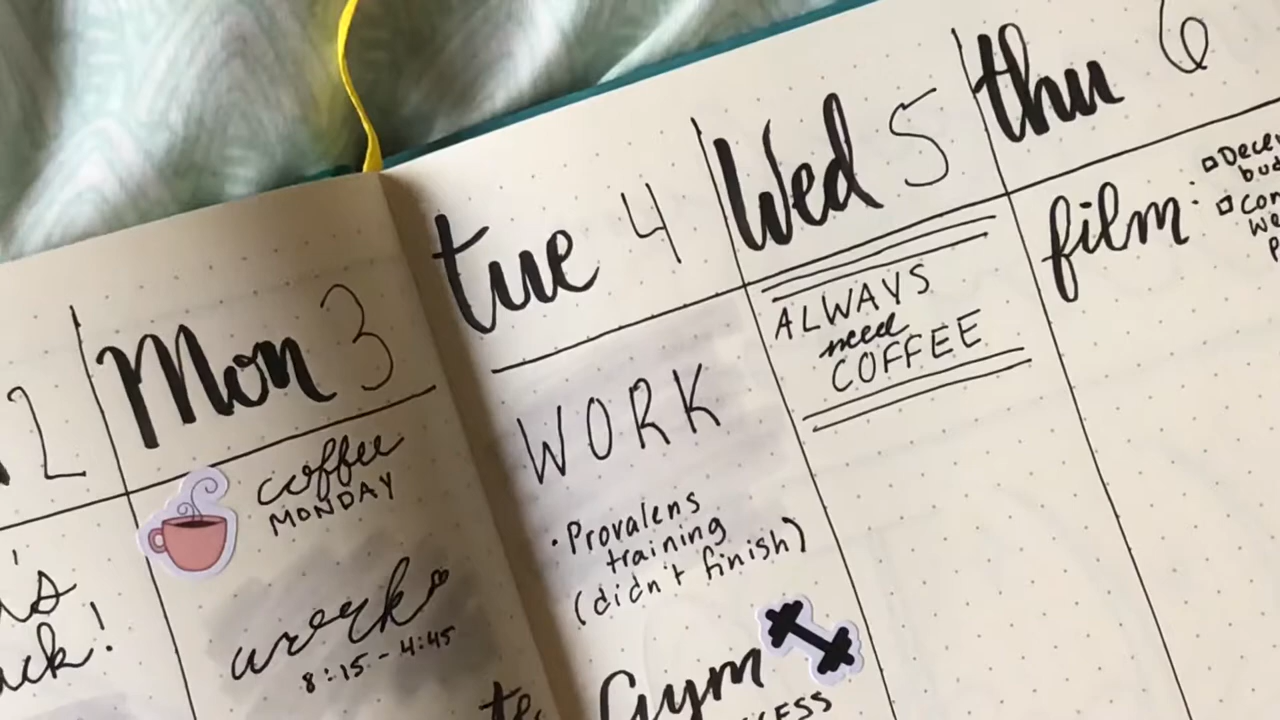 2
Mon 3
coffee
MONDAY
work
8:15 - 4:45
tue 4
WORK
· Provalens
training
(didn't finish)
Gym
Wed 5
ALWAYS
need
COFFEE
thu 6
film: